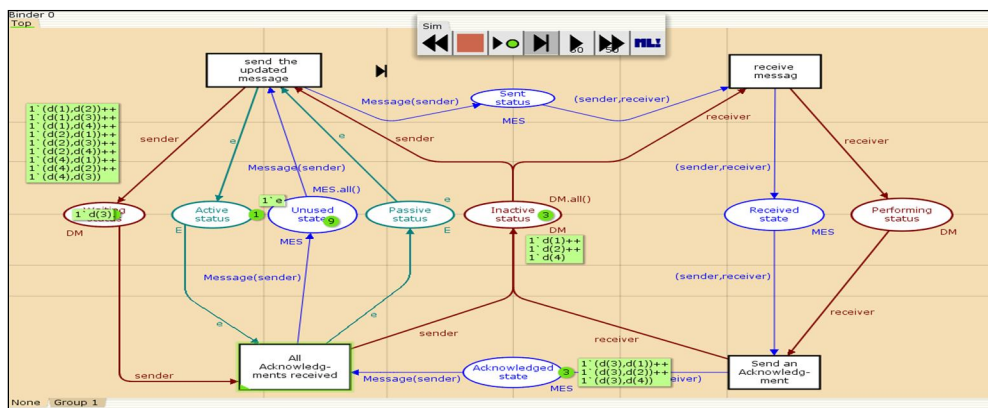 Binder 0
Top
Sim
ML!
send the
updated
message
receive
messag
Message(sender)
Sent
status
MES
(sender,receiver)
1`(d(1),d(2))++
1`(d(1),d(3))++
1`(d(1),d(4))++
1`(d(2),d(1))++
1`(d(2),d(3))++
1`(d(2),d(4))++
1`(d(4),d(1))++
1`(d(4),d(2))++
1`(d(4),d(3))
sender
e
e
sender
receiver
Message(sender)
(sender,receiver)
receiver
1`e
MES.all()
e
DM.all()
1`d(3)
DM
Active
status
1
E
Unused
state
9
MES
Passive
status
E
Inactive
status
3
DM
1`d(1)++
1`d(2)++
1`d(4)
Received
state
MES
Performing
status
DM
Message(sender)
(sender,receiver)
e
e
sender
receiver
receiver
All
Acknowledg-
ments received
sender
Message(sender)
Acknowledged
state
3
MES
1`(d(3),d(1))++
1`(d(3),d(2))++
1`(d(3),d(4))
Send an
Acknowledg-
ment
None
Group 1